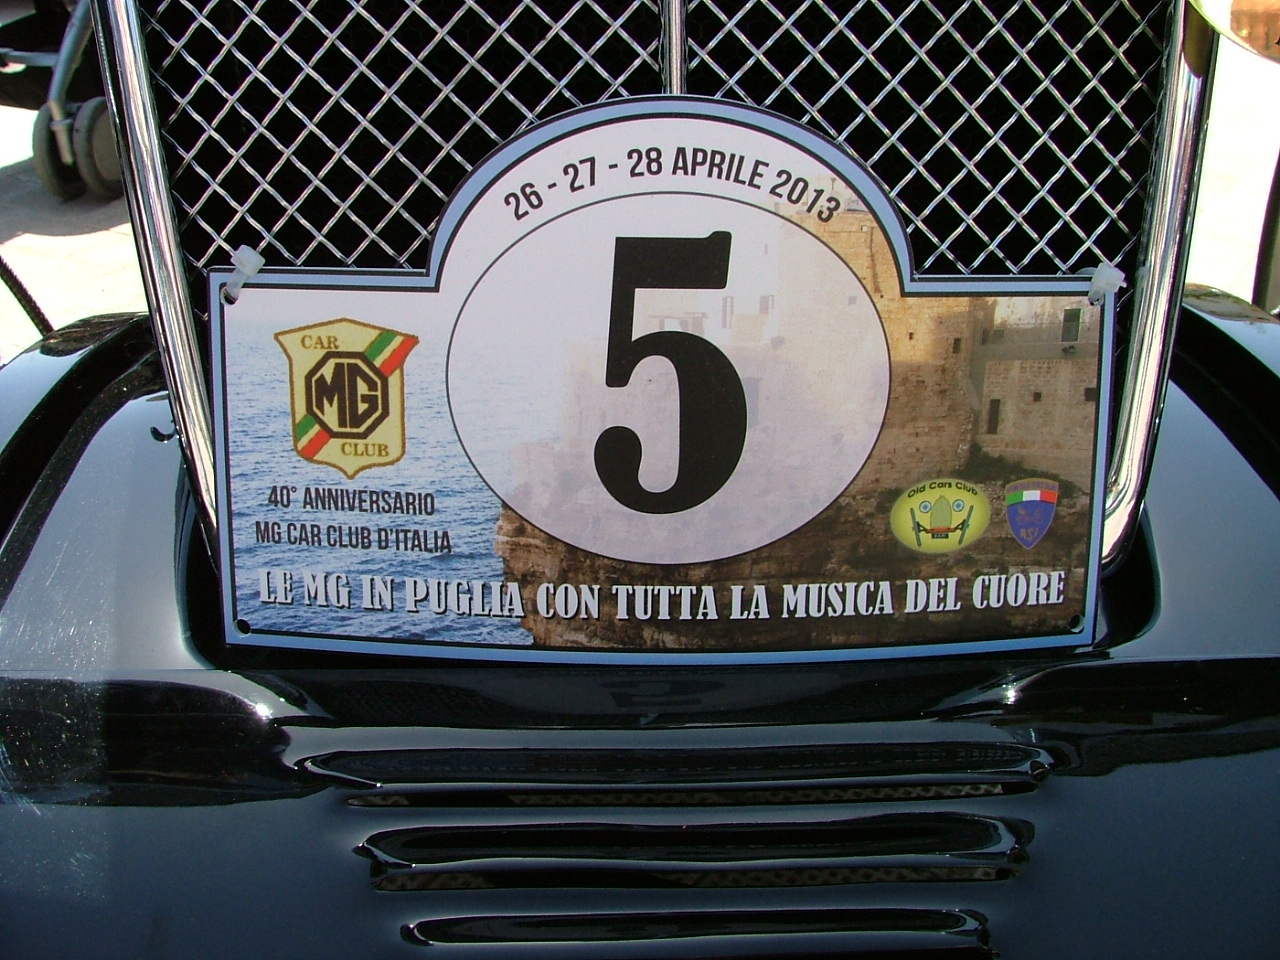 26 - 27 - 28 APRILE 2013
5
CAR
MG
CLUB
40° ANNIVERSARIO
MG CAR CLUB D'ITALIA
Old Cars Club
ASI
LE MG IN PUGLIA CON TUTTA LA MUSICA DEL CUORE